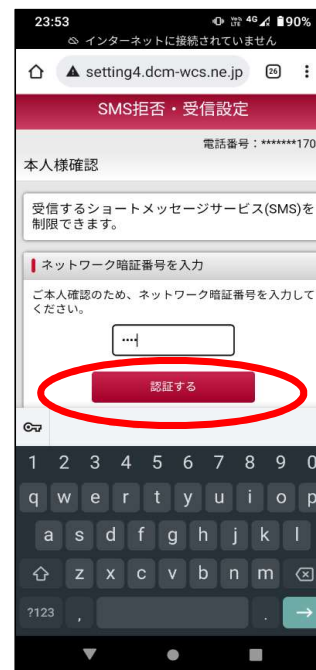 23:53
Vo)) LTE 4G 90%
インターネットに接続されていません
setting4.dcm-wcs.ne.jp 26
SMS拒否・受信設定
電話番号:*******170
本人様確認
受信するショートメッセージサービス(SMS)を
制限できます。
ネットワーク暗証番号を入力
ご本人確認のため、ネットワーク暗証番号を入力して
ください。
····
認証する
1 2 3 4 5 6 7 8 9 0
q w e r t y u i o p
a s d f g h j k l
z x c v b n m
?123 , .